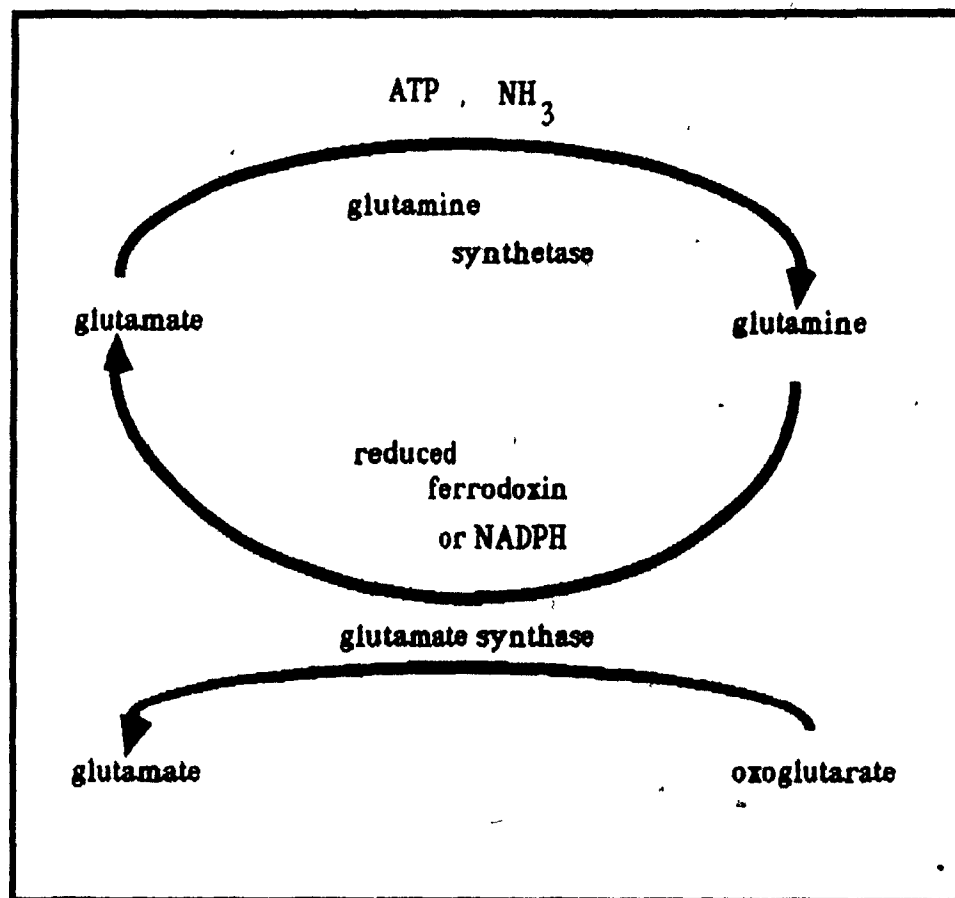 ATP , NH3
glutamine
synthetase
glutamate
glutamine
reduced
ferrodoxin
or NADPH
glutamate synthase
glutamate
oxoglutarate